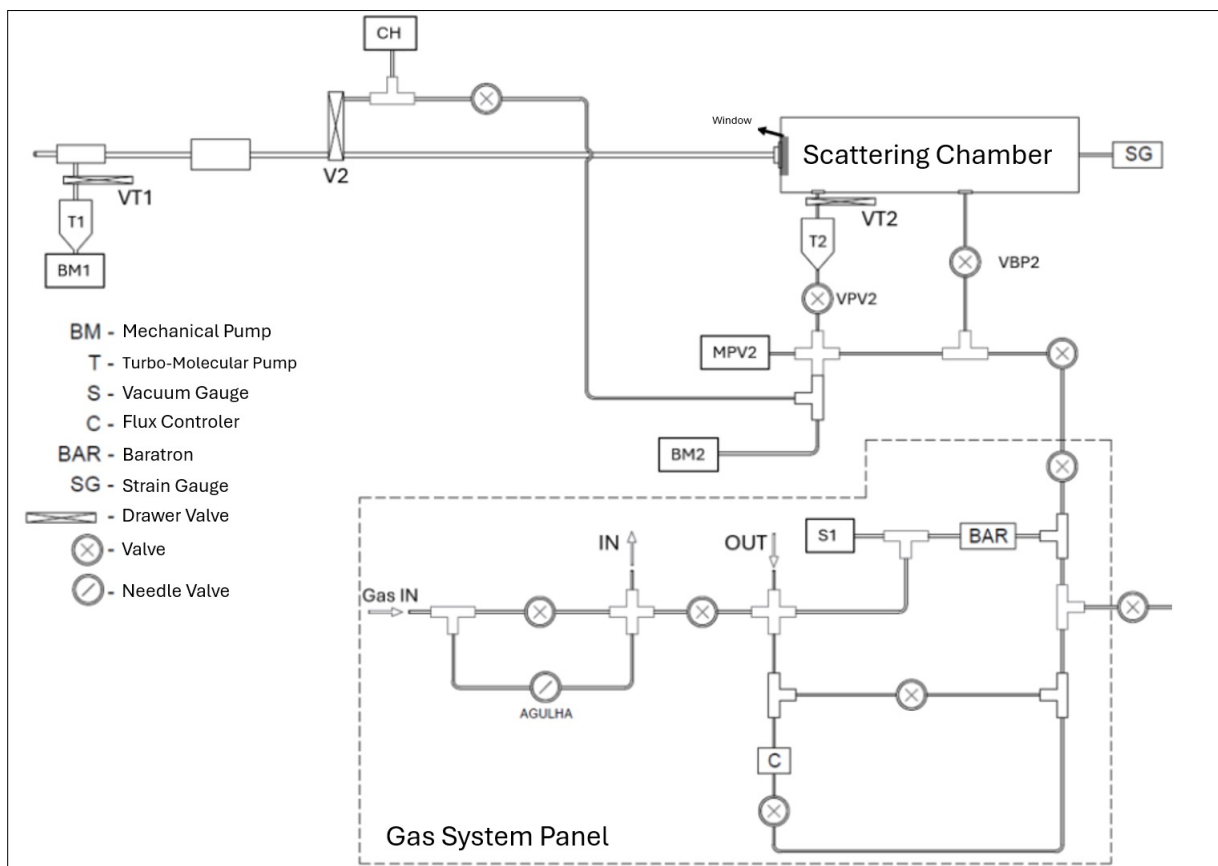 CH
Window
Scattering Chamber
SG
V2
VT1
T1
BM1
VT2
T2
VBP2
VPV2
MPV2
BM2
BM - Mechanical Pump
T - Turbo-Molecular Pump
S - Vacuum Gauge
C - Flux Controler
BAR - Baratron
SG - Strain Gauge
- Drawer Valve
- Valve
- Needle Valve
S1
BAR
IN
OUT
Gas IN
AGULHA
C
Gas System Panel